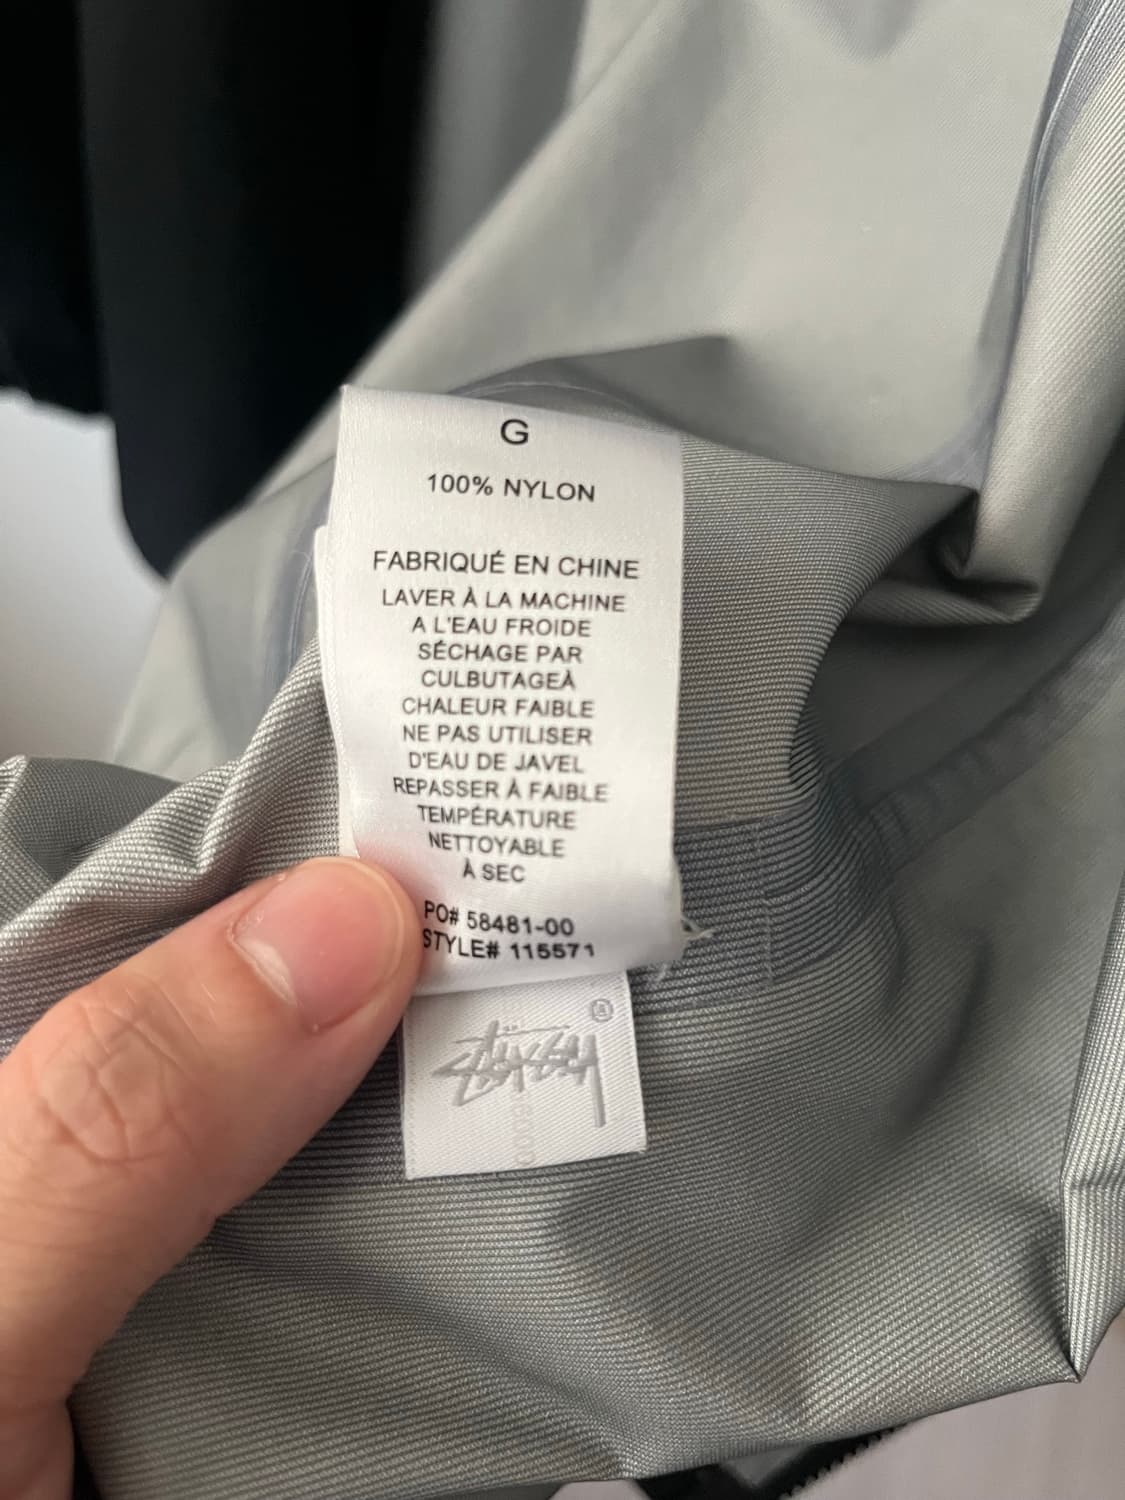 G
100% NYLON
FABRIQUÉ EN CHINE
LAVER À LA MACHINE
A L'EAU FROIDE
SÉCHAGE PAR
CULBUTAGEÀ
CHALEUR FAIBLE
NE PAS UTILISER
D'EAU DE JAVEL
REPASSER À FAIBLE
TEMPÉRATURE
NETTOYABLE
À SEC
PO# 58481-00
STYLE# 115571
Stüssy